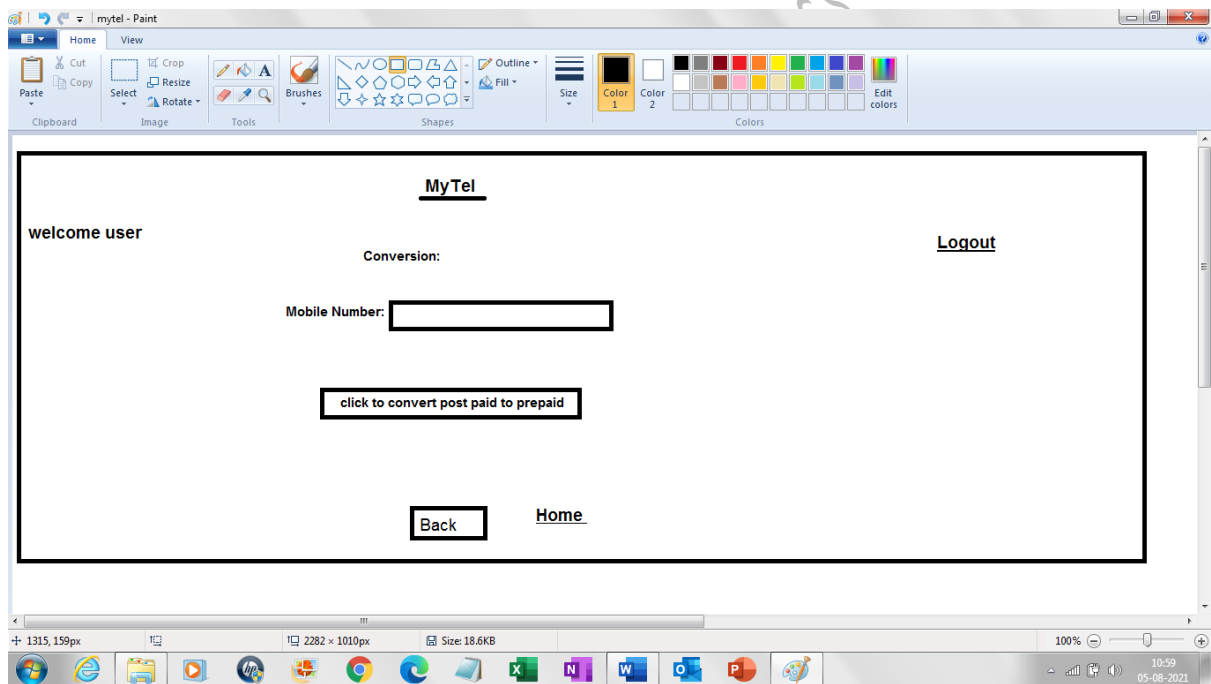 mytel - Paint
Home View
Paste
Cut
Copy
Clipboard
Select
Crop
Resize
Rotate
Image
A
Tools
Brushes
Outline
Fill
Shapes
Size
Color 1
Color 2
Edit colors
Colors
MyTel
welcome user
Logout
Conversion:
Mobile Number:
click to convert post paid to prepaid
Back
Home
1315, 159px
2282 × 1010px
Size: 18.6KB
100%
10:59
05-08-2021